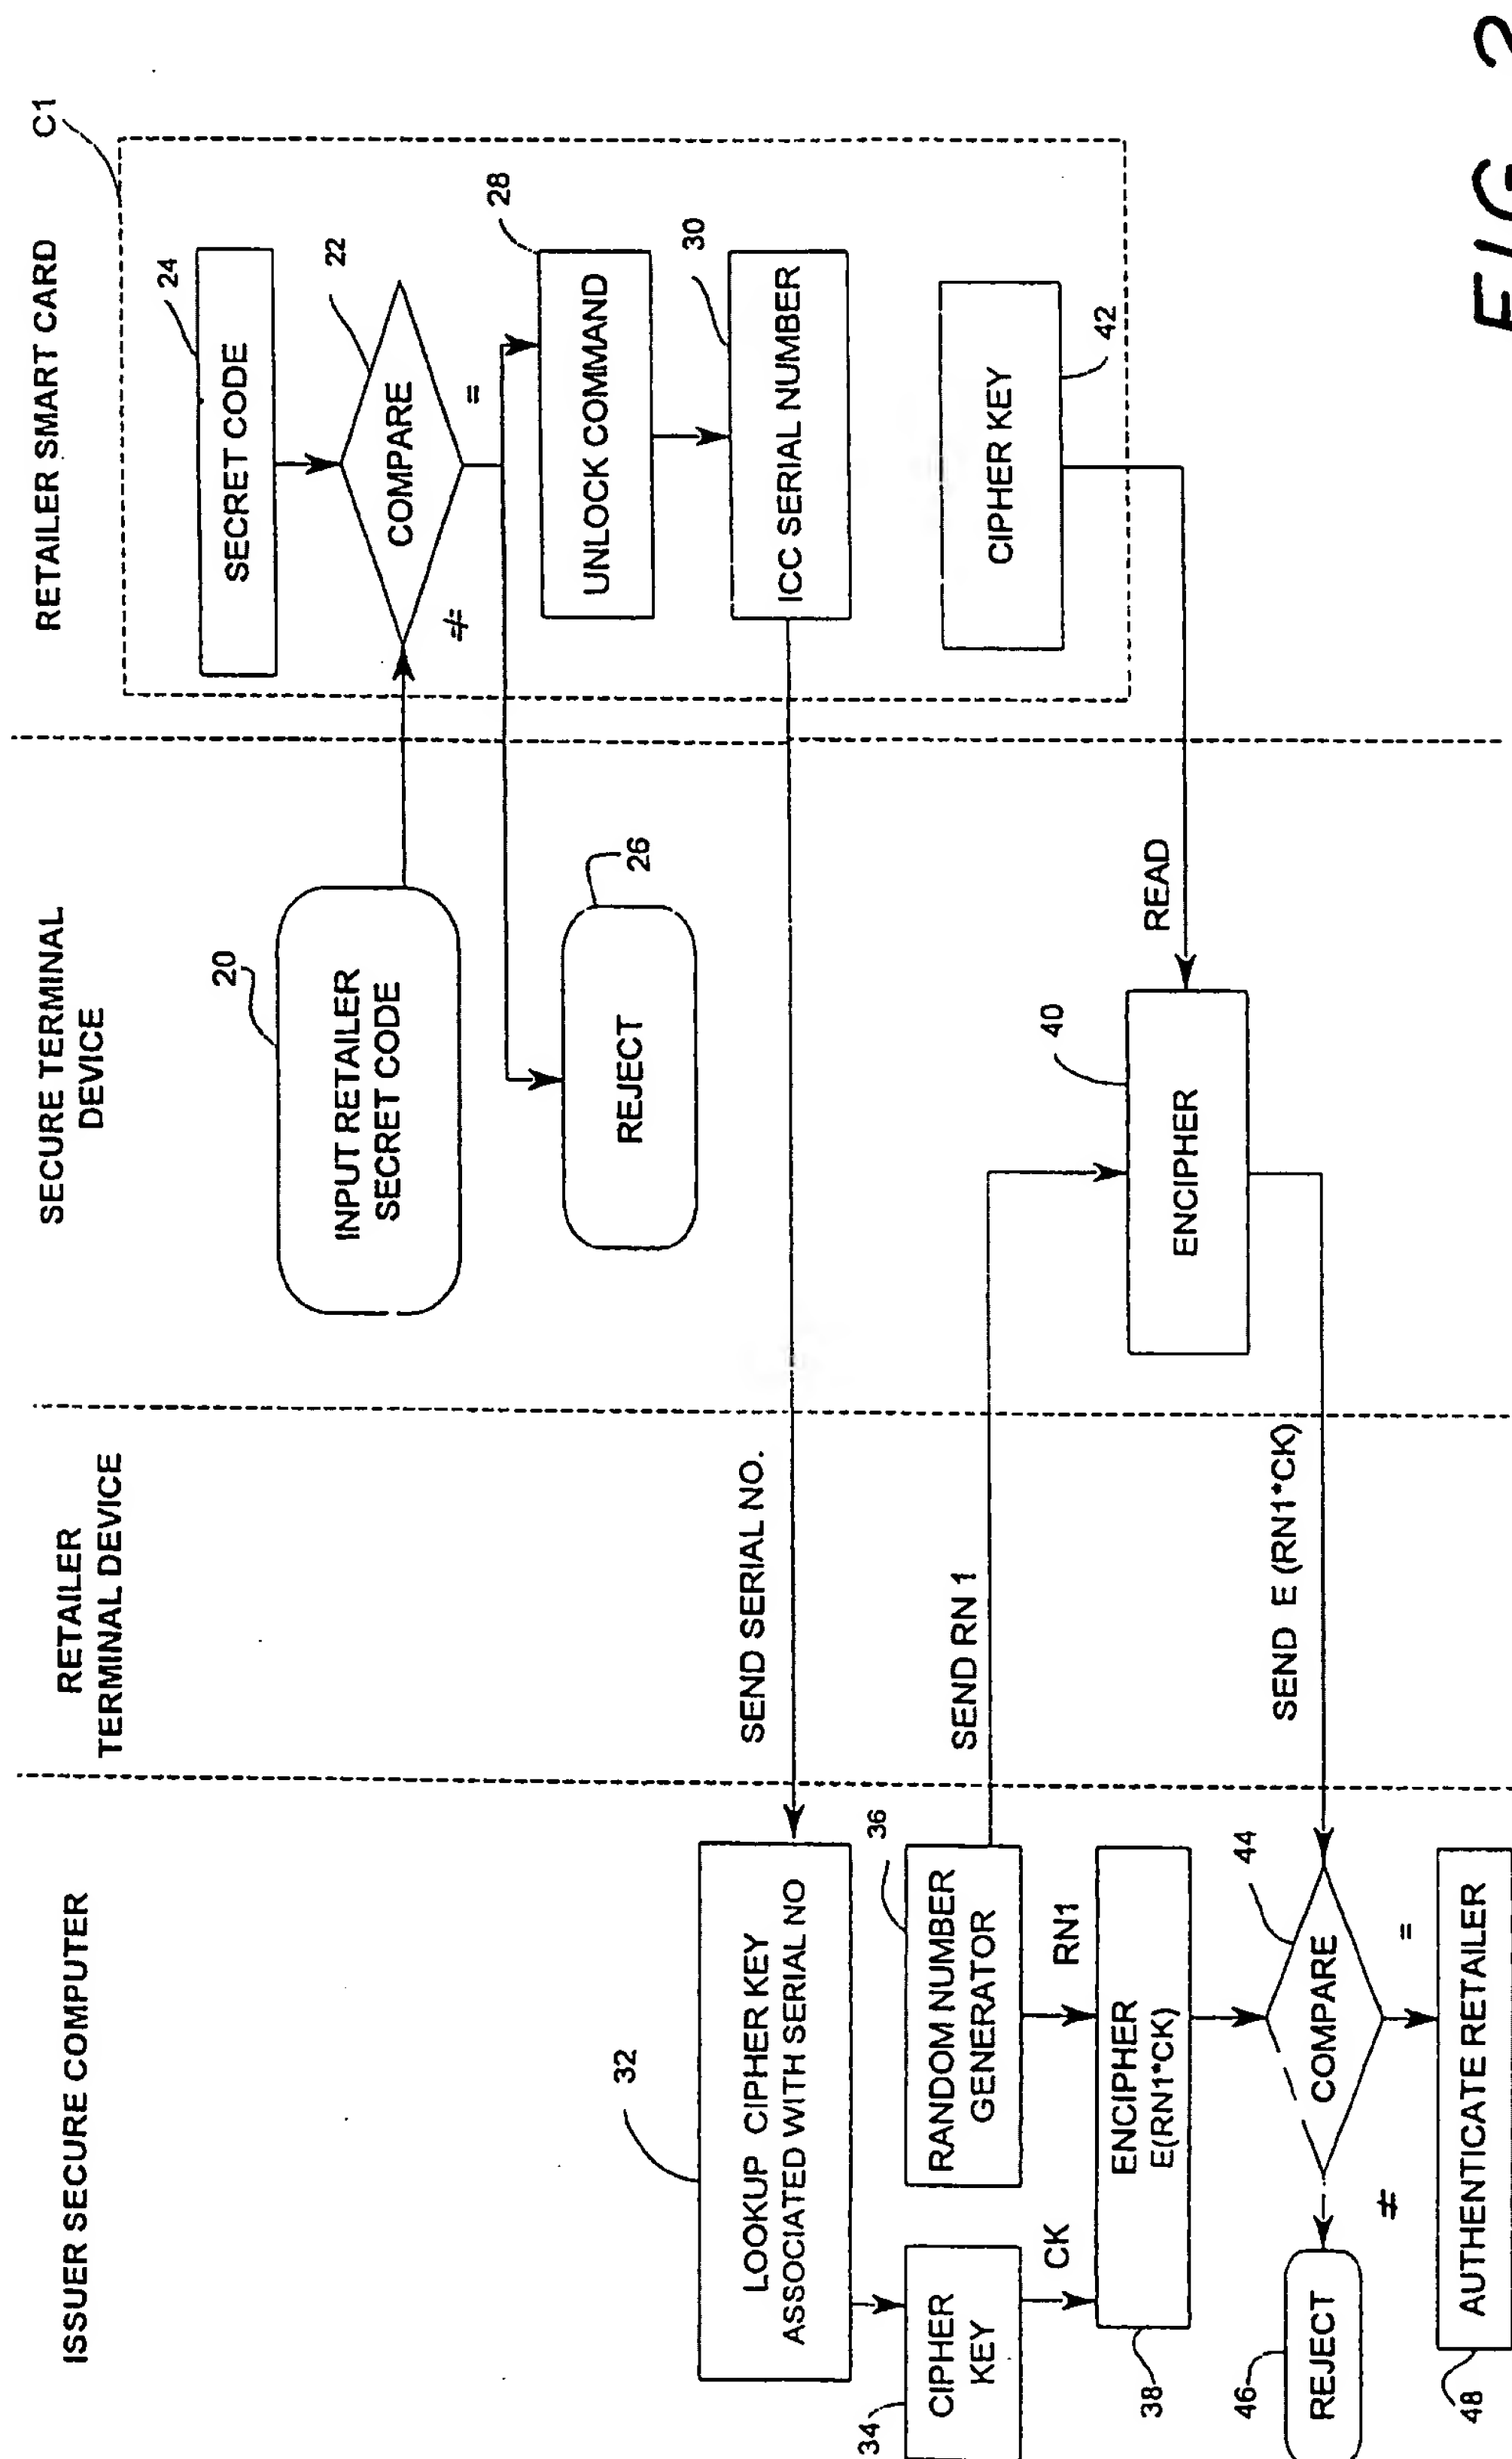 ISSUER SECURE COMPUTER
RETAILER
TERMINAL DEVICE
SECURE TERMINAL
DEVICE
RETAILER SMART CARD
C1
20
INPUT RETAILER
SECRET CODE
24
SECRET CODE
22
COMPARE
≠
=
26
REJECT
28
UNLOCK COMMAND
30
ICC SERIAL NUMBER
SEND SERIAL NO.
32
LOOKUP CIPHER KEY
ASSOCIATED WITH SERIAL NO
34
CIPHER
KEY
CK
36
RANDOM NUMBER
GENERATOR
RN1
SEND RN 1
38
ENCIPHER
E(RN1*CK)
40
ENCIPHER
READ
42
CIPHER KEY
SEND E (RN1*CK)
44
COMPARE
≠
=
46
REJECT
48
AUTHENTICATE RETAILER
FIG. 2